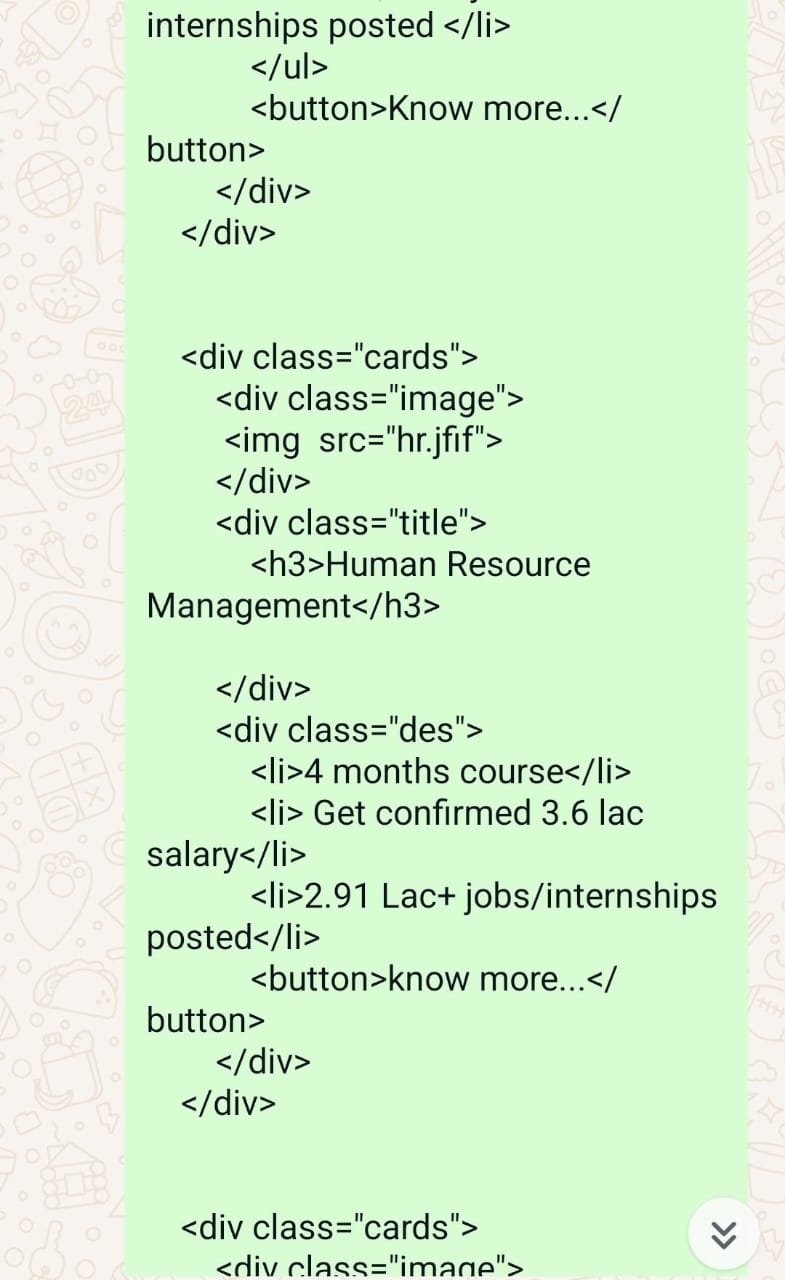 internships posted </li>
</ul>
<button>Know more...</
button>
</div>
</div>
<div class="cards">
<div class="image">
<img  src="hr.jfif">
</div>
<div class="title">
<h3>Human Resource
Management</h3>
</div>
<div class="des">
<li>4 months course</li>
<li> Get confirmed 3.6 lac
salary</li>
<li>2.91 Lac+ jobs/internships
posted</li>
<button>know more...</
button>
</div>
</div>
<div class="cards">
<div class="image">